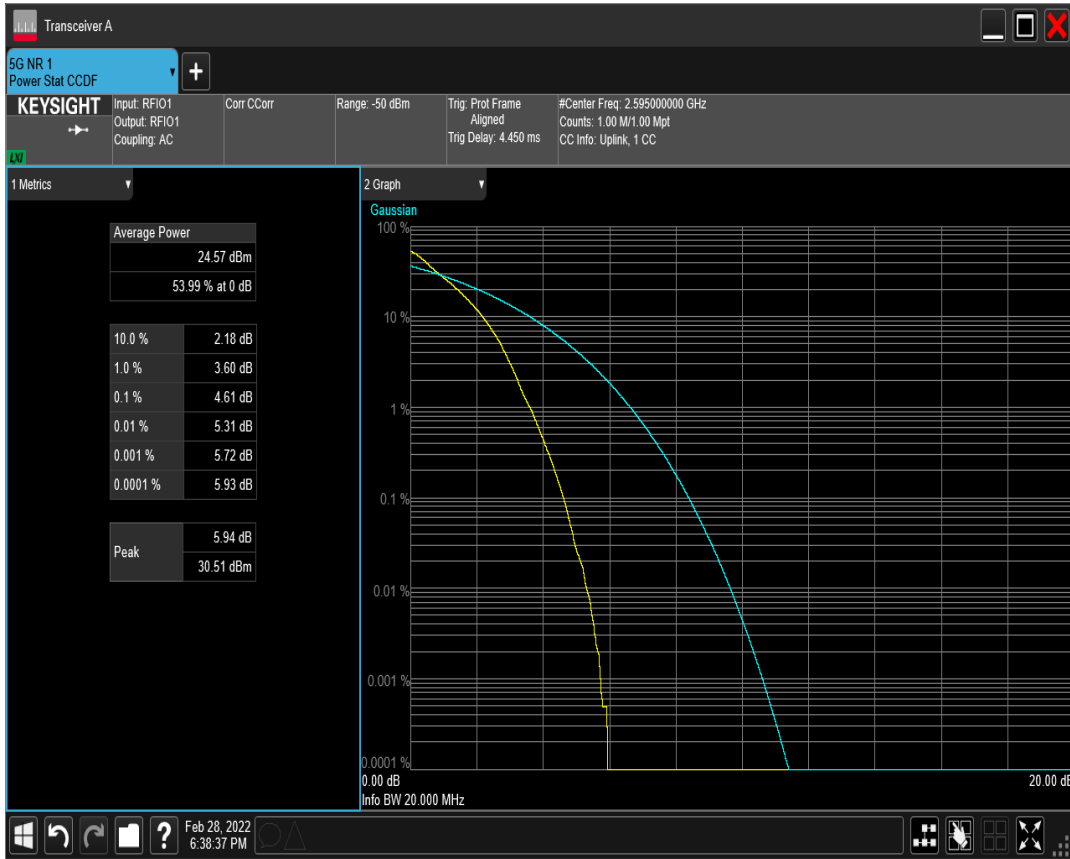 Transceiver A
5G NR 1
Power Stat CCDF
+
KEYSIGHT
LXI
Input: RFIO1
Output: RFIO1
Coupling: AC
Corr CCorr
Range: -50 dBm
Trig: Prot Frame
Aligned
Trig Delay: 4.450 ms
#Center Freq: 2.595000000 GHz
Counts: 1.00 M/1.00 Mpt
CC Info: Uplink, 1 CC
1 Metrics
Average Power
24.57 dBm
53.99 % at 0 dB
10.0 % 2.18 dB
1.0 % 3.60 dB
0.1 % 4.61 dB
0.01 % 5.31 dB
0.001 % 5.72 dB
0.0001 % 5.93 dB
Peak
5.94 dB
30.51 dBm
2 Graph
Gaussian
100 %
10 %
1 %
0.1 %
0.01 %
0.001 %
0.0001 %
0.00 dB 20.00 dB
Info BW 20.000 MHz
?
Feb 28, 2022
6:38:37 PM